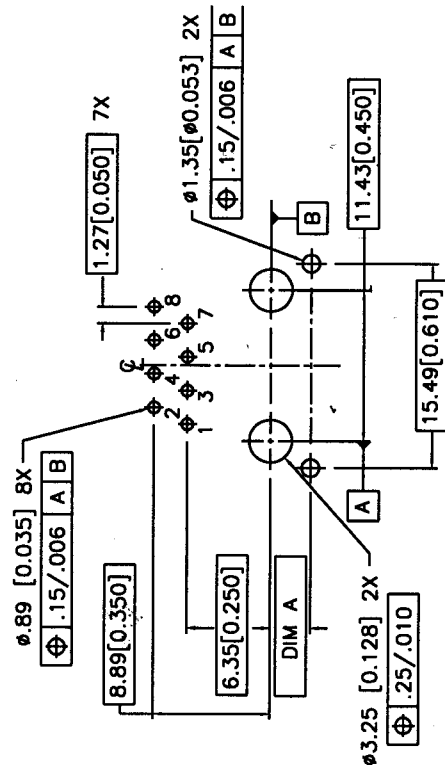 ø.89 [0.035] 8X
⌖ .15/.006 A B
1.27[0.050] 7X
ø1.35[ø0.053] 2X
⌖ .15/.006 A B
8.89[0.350]
6.35[0.250]
DIM A
℄
2 4 6 8
1 3 5 7
B
A
11.43[0.450]
15.49[0.610]
ø3.25 [0.128] 2X
⌖ .25/.010